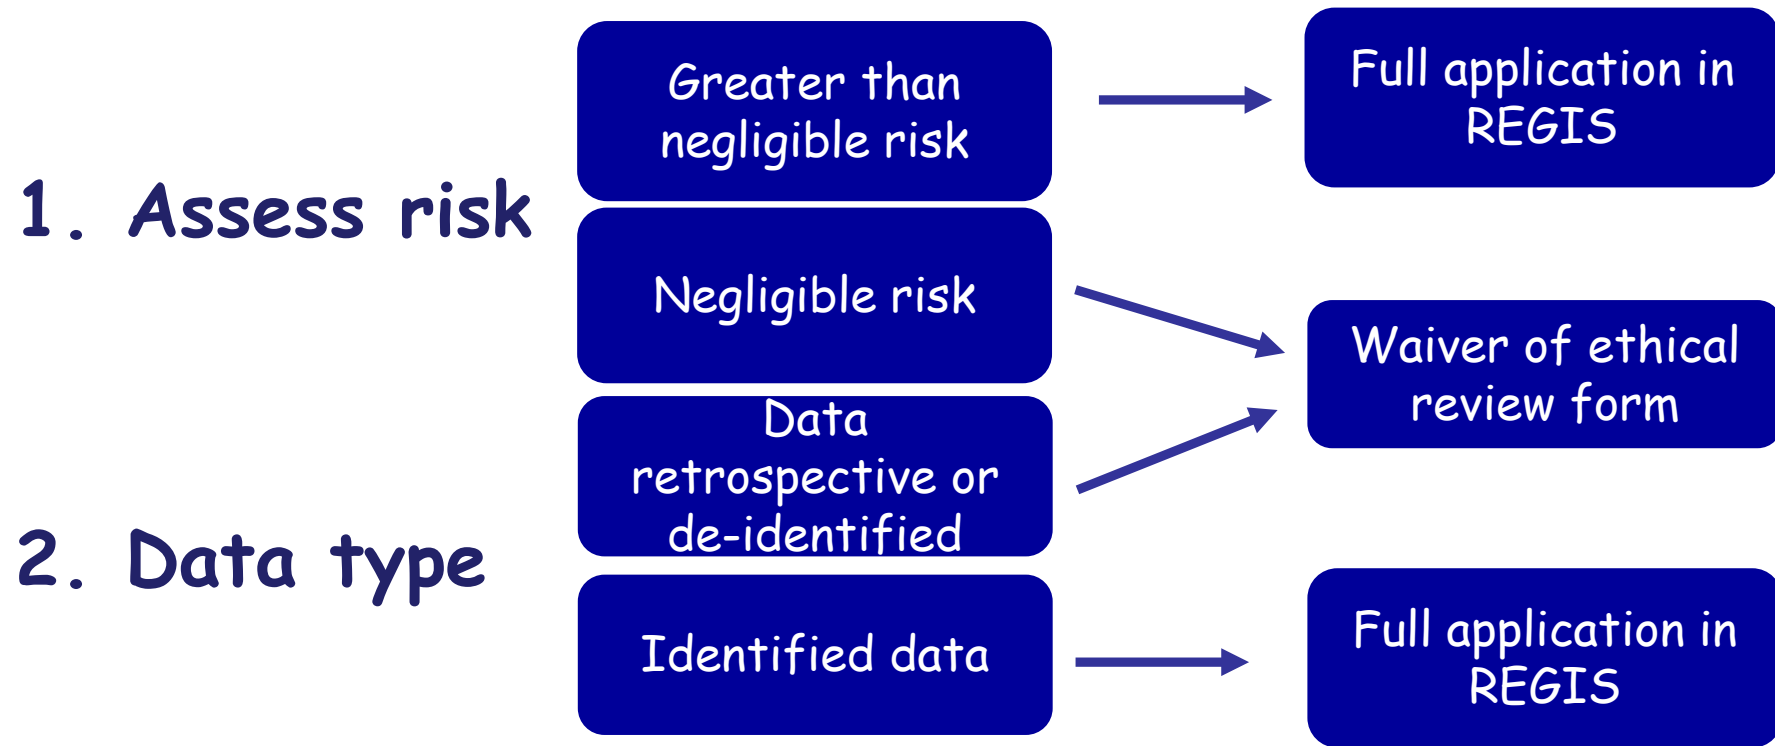 1. Assess risk
Greater than
negligible risk
Full application in
REGIS
Negligible risk
Waiver of ethical
review form
2. Data type
Data
retrospective or
de-identified
Identified data
Full application in
REGIS